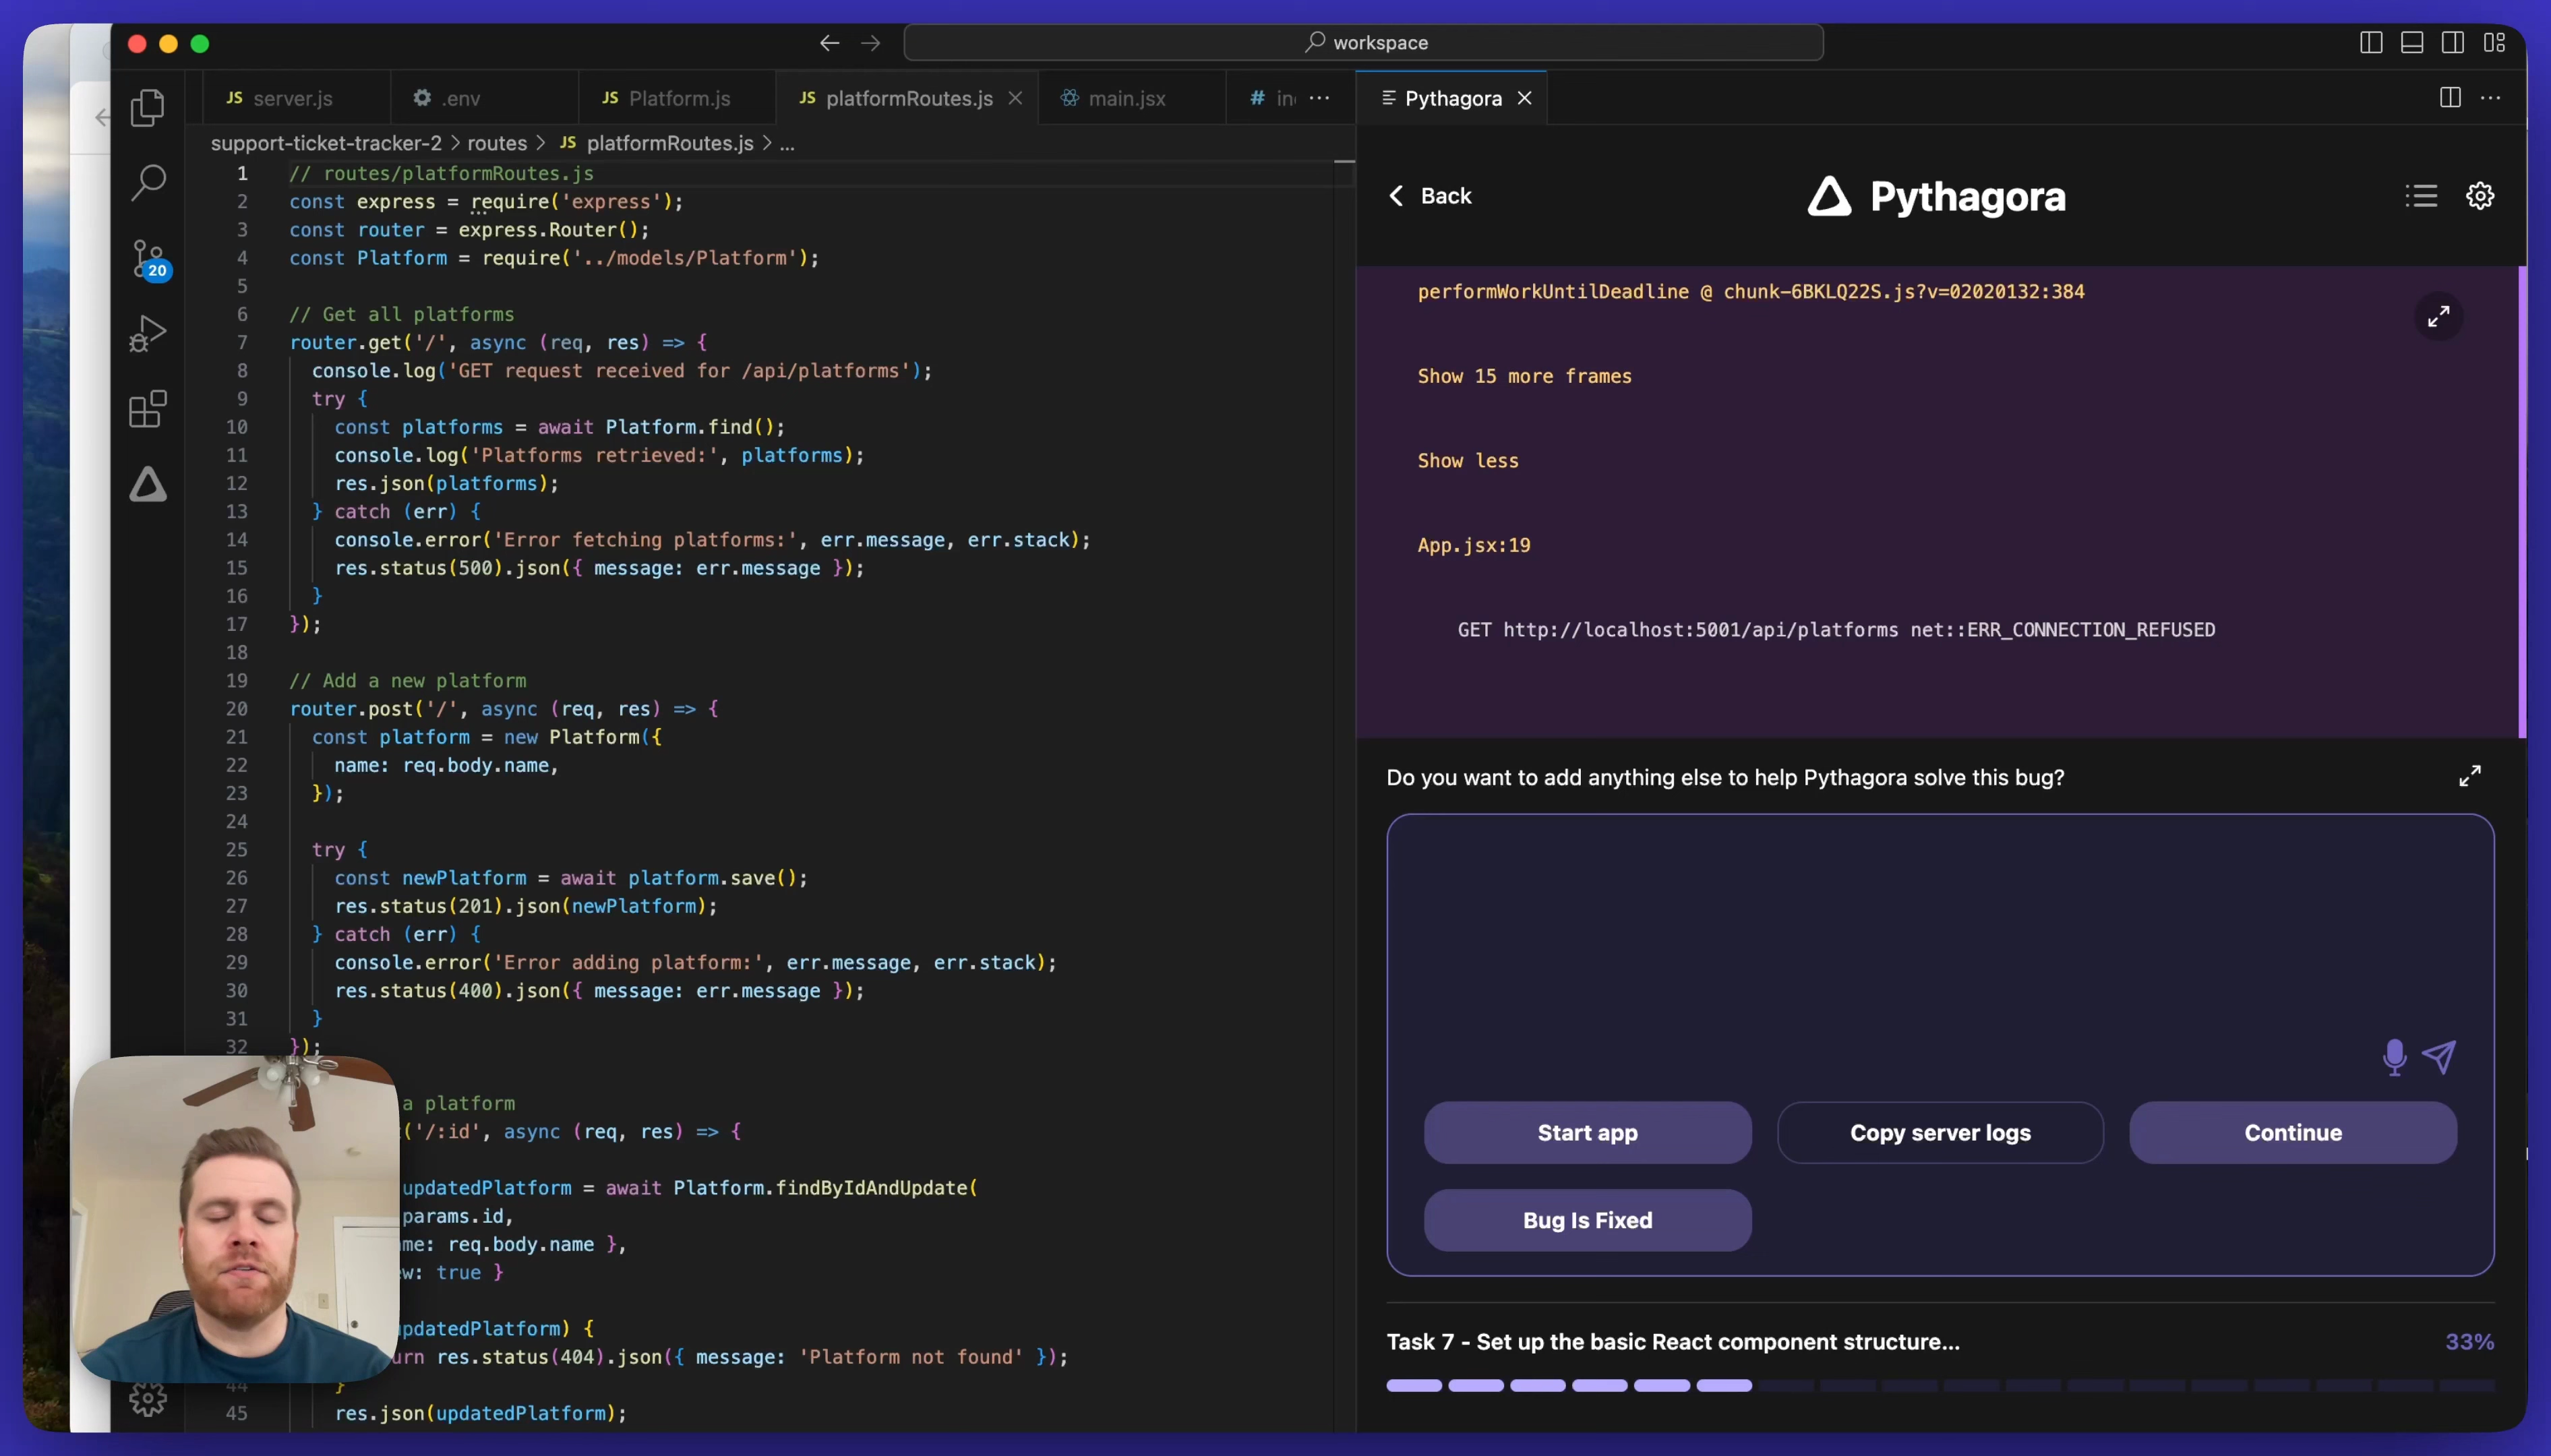 workspace
JS server.js
.env
JS Platform.js
JS platformRoutes.js
main.jsx
# in
Pythagora
support-ticket-tracker-2 > routes > JS platformRoutes.js > ...
20
1 // routes/platformRoutes.js
2 const express = require('express');
3 const router = express.Router();
4 const Platform = require('../models/Platform');
5
6 // Get all platforms
7 router.get('/', async (req, res) => {
8 console.log('GET request received for /api/platforms');
9 try {
10 const platforms = await Platform.find();
11 console.log('Platforms retrieved:', platforms);
12 res.json(platforms);
13 } catch (err) {
14 console.error('Error fetching platforms:', err.message, err.stack);
15 res.status(500).json({ message: err.message });
16 }
17 });
18
19 // Add a new platform
20 router.post('/', async (req, res) => {
21 const platform = new Platform({
22 name: req.body.name,
23 });
24
25 try {
26 const newPlatform = await platform.save();
27 res.status(201).json(newPlatform);
28 } catch (err) {
29 console.error('Error adding platform:', err.message, err.stack);
30 res.status(400).json({ message: err.message });
31 }
32 });
a platform
('/:id', async (req, res) => {
updatedPlatform = await Platform.findByIdAndUpdate(
params.id,
me: req.body.name },
w: true }
pdatedPlatform) {
urn res.status(404).json({ message: 'Platform not found' });
44 }
45 res.json(updatedPlatform);
Back
Pythagora
performWorkUntilDeadline @ chunk-6BKLQ22S.js?v=02020132:384
Show 15 more frames
Show less
App.jsx:19
GET http://localhost:5001/api/platforms net::ERR_CONNECTION_REFUSED
Do you want to add anything else to help Pythagora solve this bug?
Start app
Copy server logs
Continue
Bug Is Fixed
Task 7 - Set up the basic React component structure...
33%